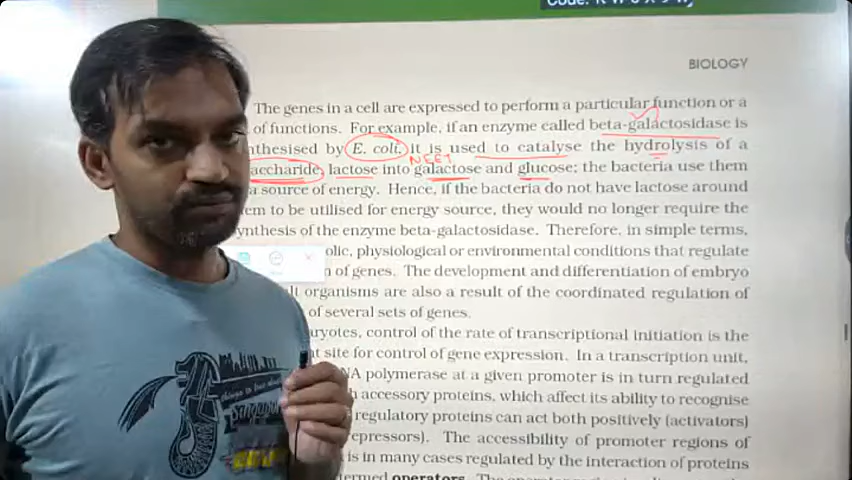 BIOLOGY
The genes in a cell are expressed to perform a particular function or a
of functions. For example, if an enzyme called beta-galactosidase is
nthesised by E. coli, it is used to catalyse the hydrolysis of a
NEET
accharide, lactose into galactose and glucose; the bacteria use them
a source of energy. Hence, if the bacteria do not have lactose around
em to be utilised for energy source, they would no longer require the
ynthesis of the enzyme beta-galactosidase. Therefore, in simple terms,
olic, physiological or environmental conditions that regulate
n of genes. The development and differentiation of embryo
lt organisms are also a result of the coordinated regulation of
of several sets of genes.
aryotes, control of the rate of transcriptional initiation is the
nt site for control of gene expression. In a transcription unit,
NA polymerase at a given promoter is in turn regulated
h accessory proteins, which affect its ability to recognise
regulatory proteins can act both positively (activators)
epressors). The accessibility of promoter regions of
is in many cases regulated by the interaction of proteins
termed operators.